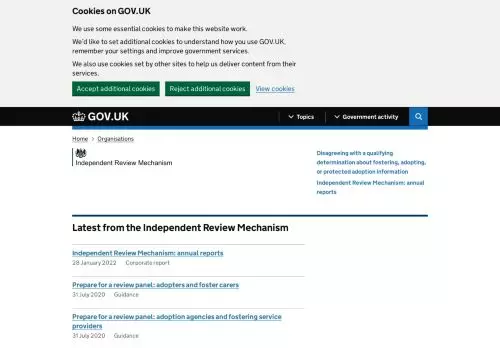 Cookies on GOV.UK
We use some essential cookies to make this website work.
We'd like to set additional cookies to understand how you use GOV.UK,
remember your settings and improve government services.
We also use cookies set by other sites to help us deliver content from their
services.
Accept additional cookies
Reject additional cookies
View cookies
GOV.UK
Topics
Government activity
Home > Organisations
Independent Review Mechanism
Disagreeing with a qualifying
determination about fostering, adopting,
or protected adoption information
Independent Review Mechanism: annual
reports
Latest from the Independent Review Mechanism
Independent Review Mechanism: annual reports
28 January 2022 Corporate report
Prepare for a review panel: adopters and foster carers
31 July 2020 Guidance
Prepare for a review panel: adoption agencies and fostering service
providers
31 July 2020 Guidance